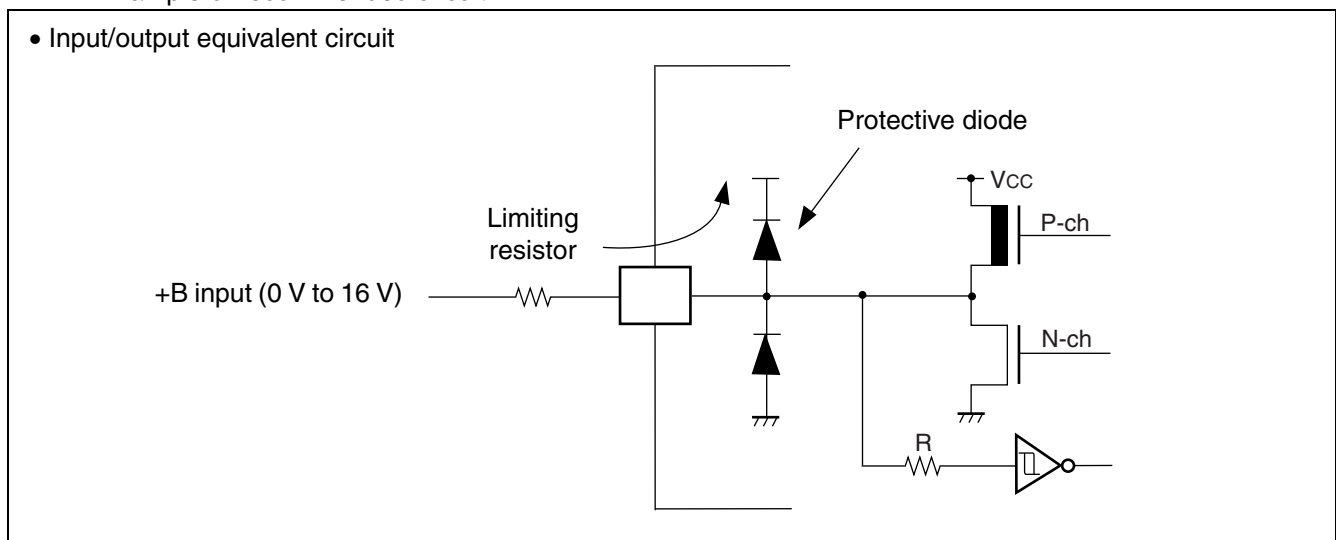 • Input/output equivalent circuit
Protective diode
VCC
Limiting
resistor
P-ch
+B input (0 V to 16 V)
N-ch
R